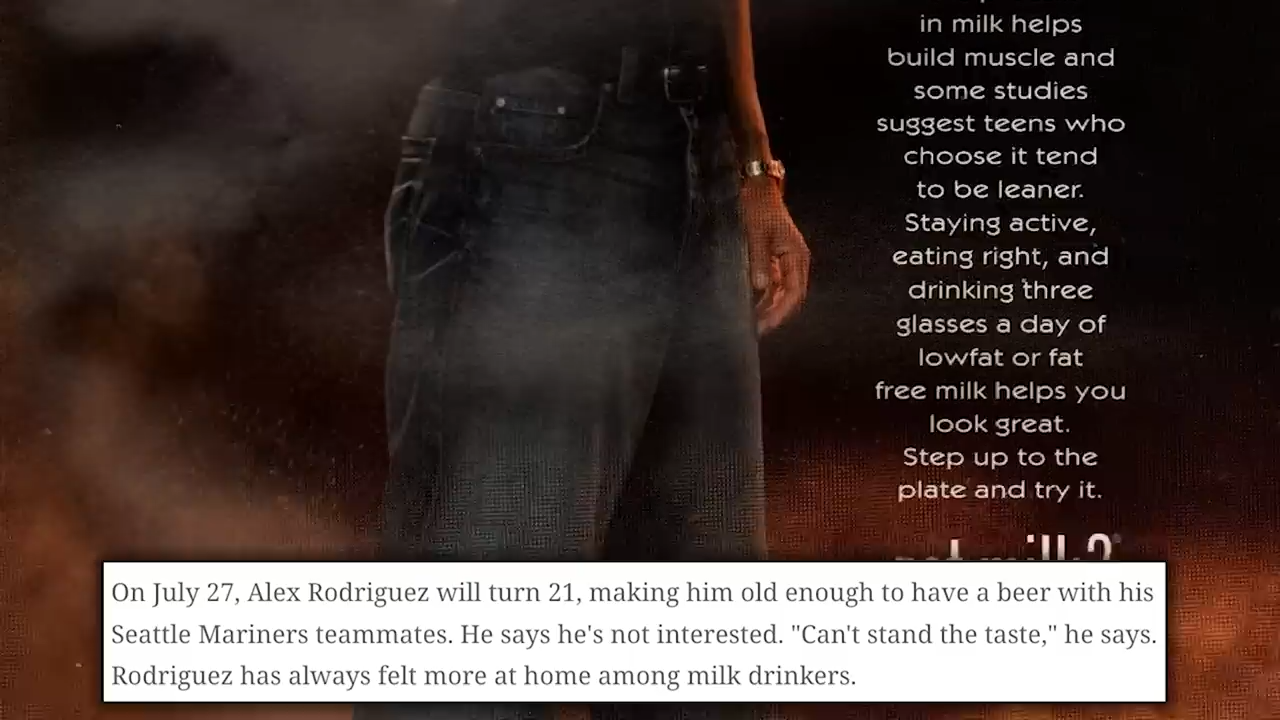 in milk helps
build muscle and
some studies
suggest teens who
choose it tend
to be leaner.
Staying active,
eating right, and
drinking three
glasses a day of
lowfat or fat
free milk helps you
look great.
Step up to the
plate and try it.
got milk?
On July 27, Alex Rodriguez will turn 21, making him old enough to have a beer with his
Seattle Mariners teammates. He says he's not interested. "Can't stand the taste," he says.
Rodriguez has always felt more at home among milk drinkers.